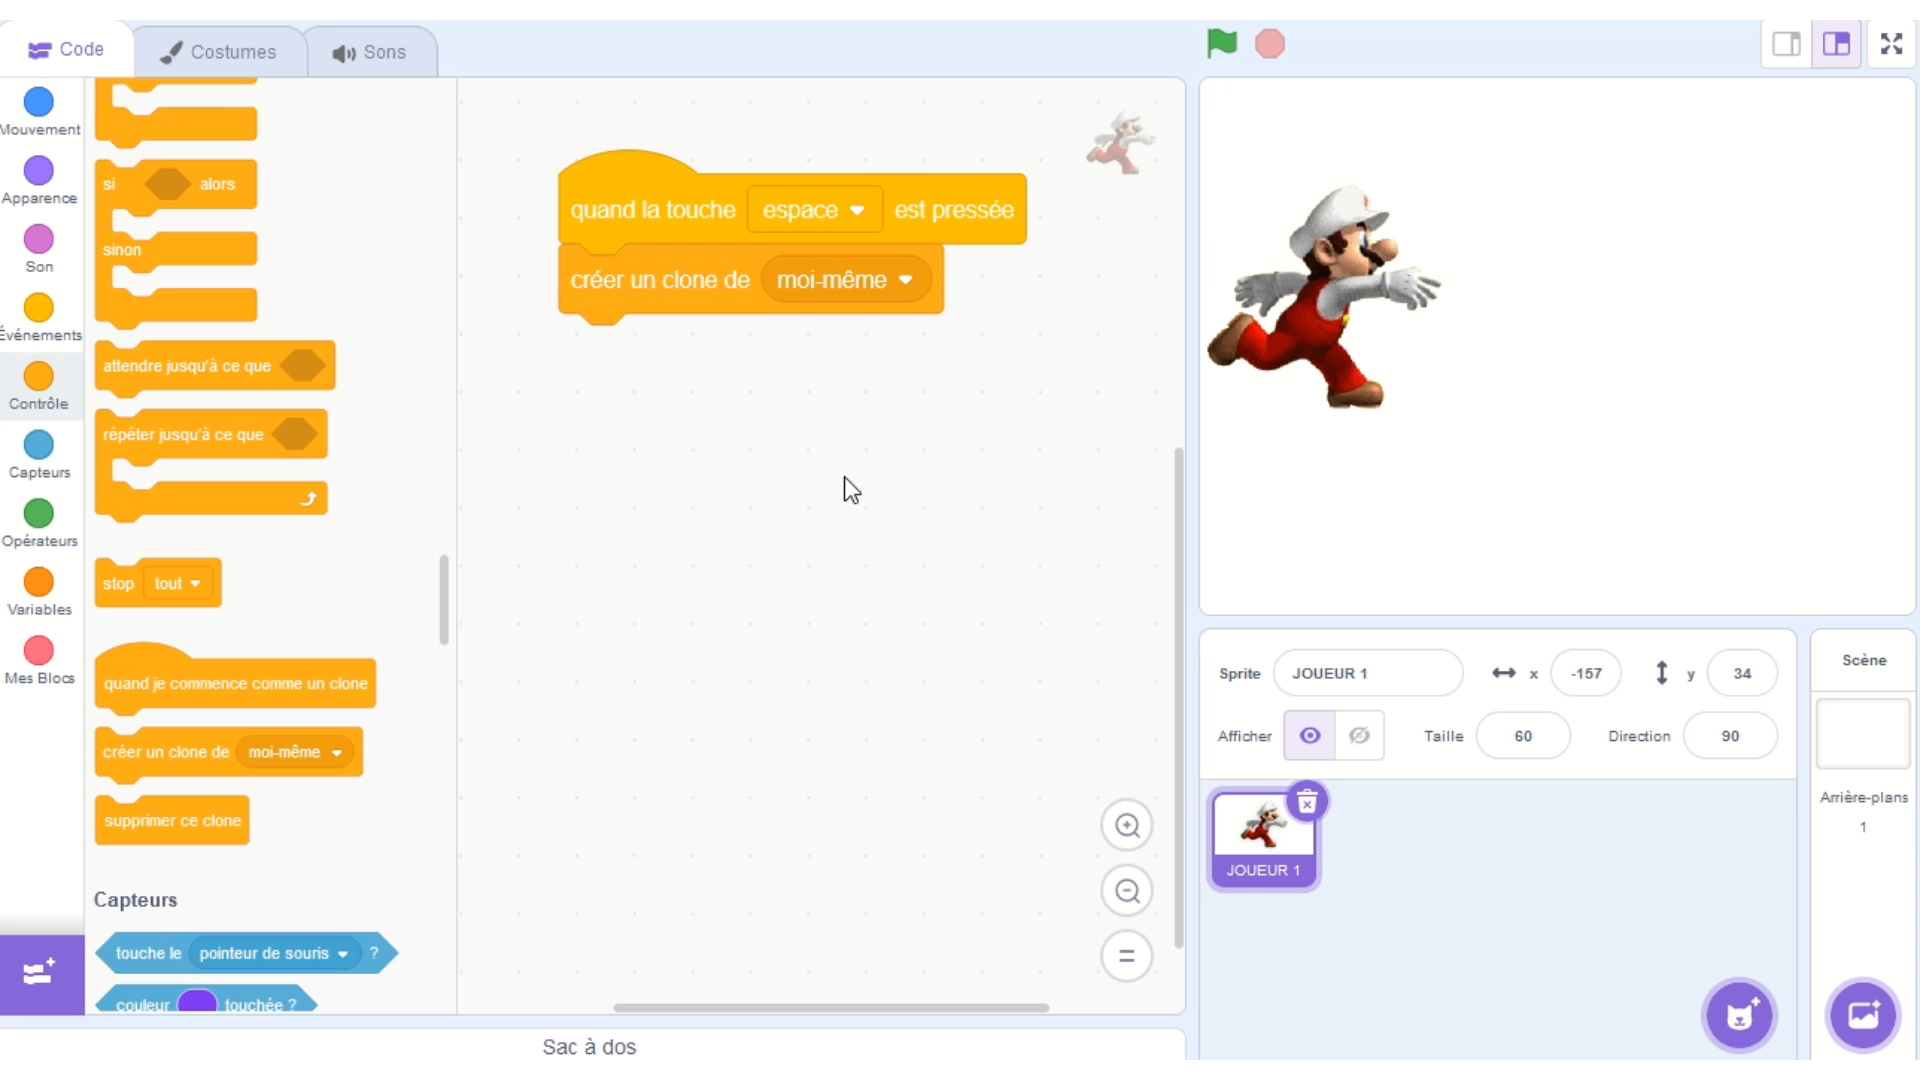 Code
Costumes
Sons
Mouvement
Apparence
Son
Événements
Contrôle
Capteurs
Opérateurs
Variables
Mes Blocs
si alors
sinon
attendre jusqu'à ce que
répéter jusqu'à ce que
stop tout
quand je commence comme un clone
créer un clone de moi-même
supprimer ce clone
Capteurs
touche le pointeur de souris ?
couleur touchée ?
quand la touche espace est pressée
créer un clone de moi-même
Sac à dos
Sprite JOUEUR 1 x -157 y 34
Afficher Taille 60 Direction 90
JOUEUR 1
Scène
Arrière-plans
1